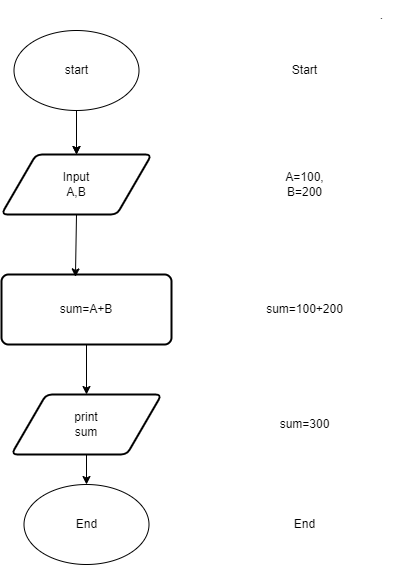 start
Start
Input
A,B
A=100,
B=200
sum=A+B
sum=100+200
print
sum
sum=300
End
End